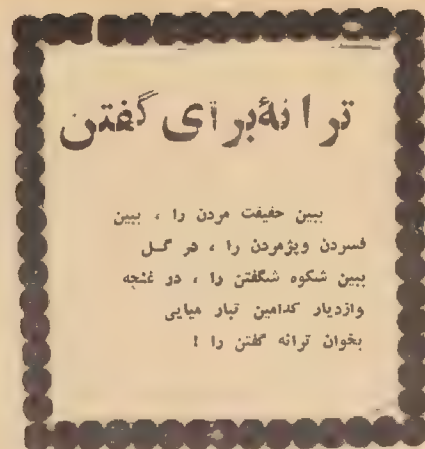 ترانهٔ برای گفتن
ببین حقیقت مردن را ، ببین
فسردن وپژمردن را ، در گل
ببین شکوه شگفتن را ، در غنچه
وازدیار کدامین تبار میایی
بخوان ترانه گفتن را !